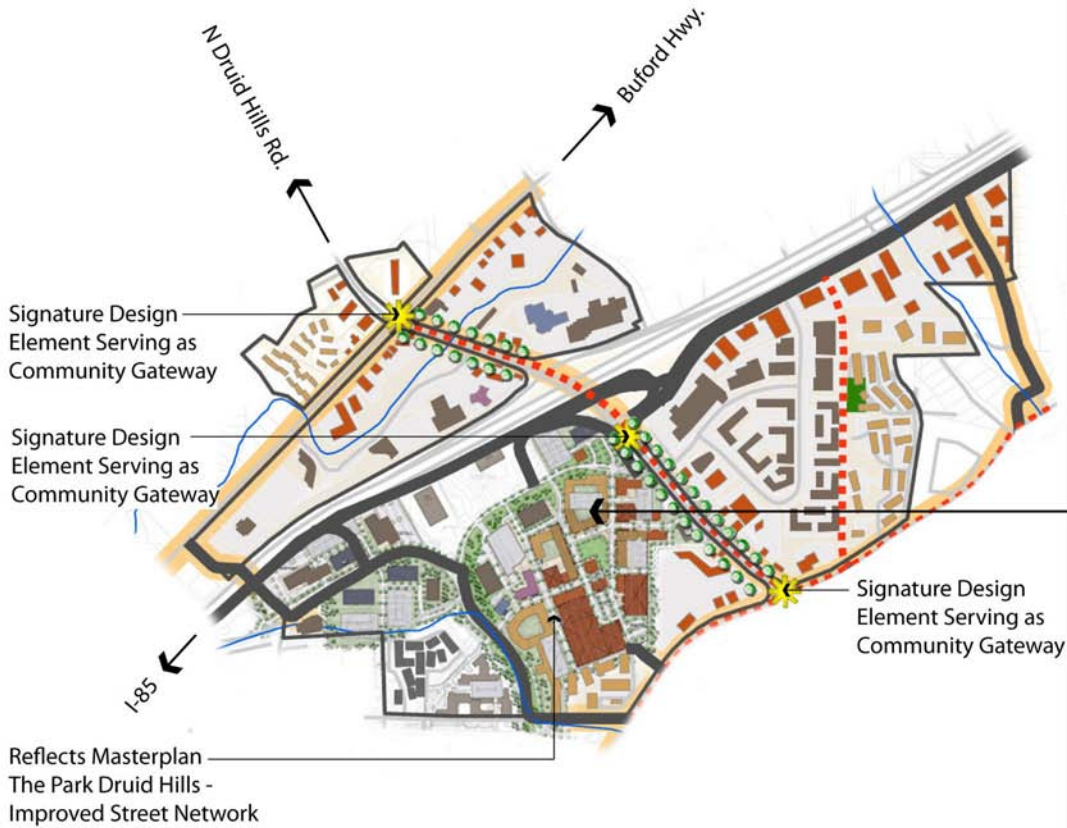 N Druid Hills Rd.
Buford Hwy.
Signature Design
Element Serving as
Community Gateway
Signature Design
Element Serving as
Community Gateway
Signature Design
Element Serving as
Community Gateway
I-85
Reflects Masterplan
The Park Druid Hills -
Improved Street Network